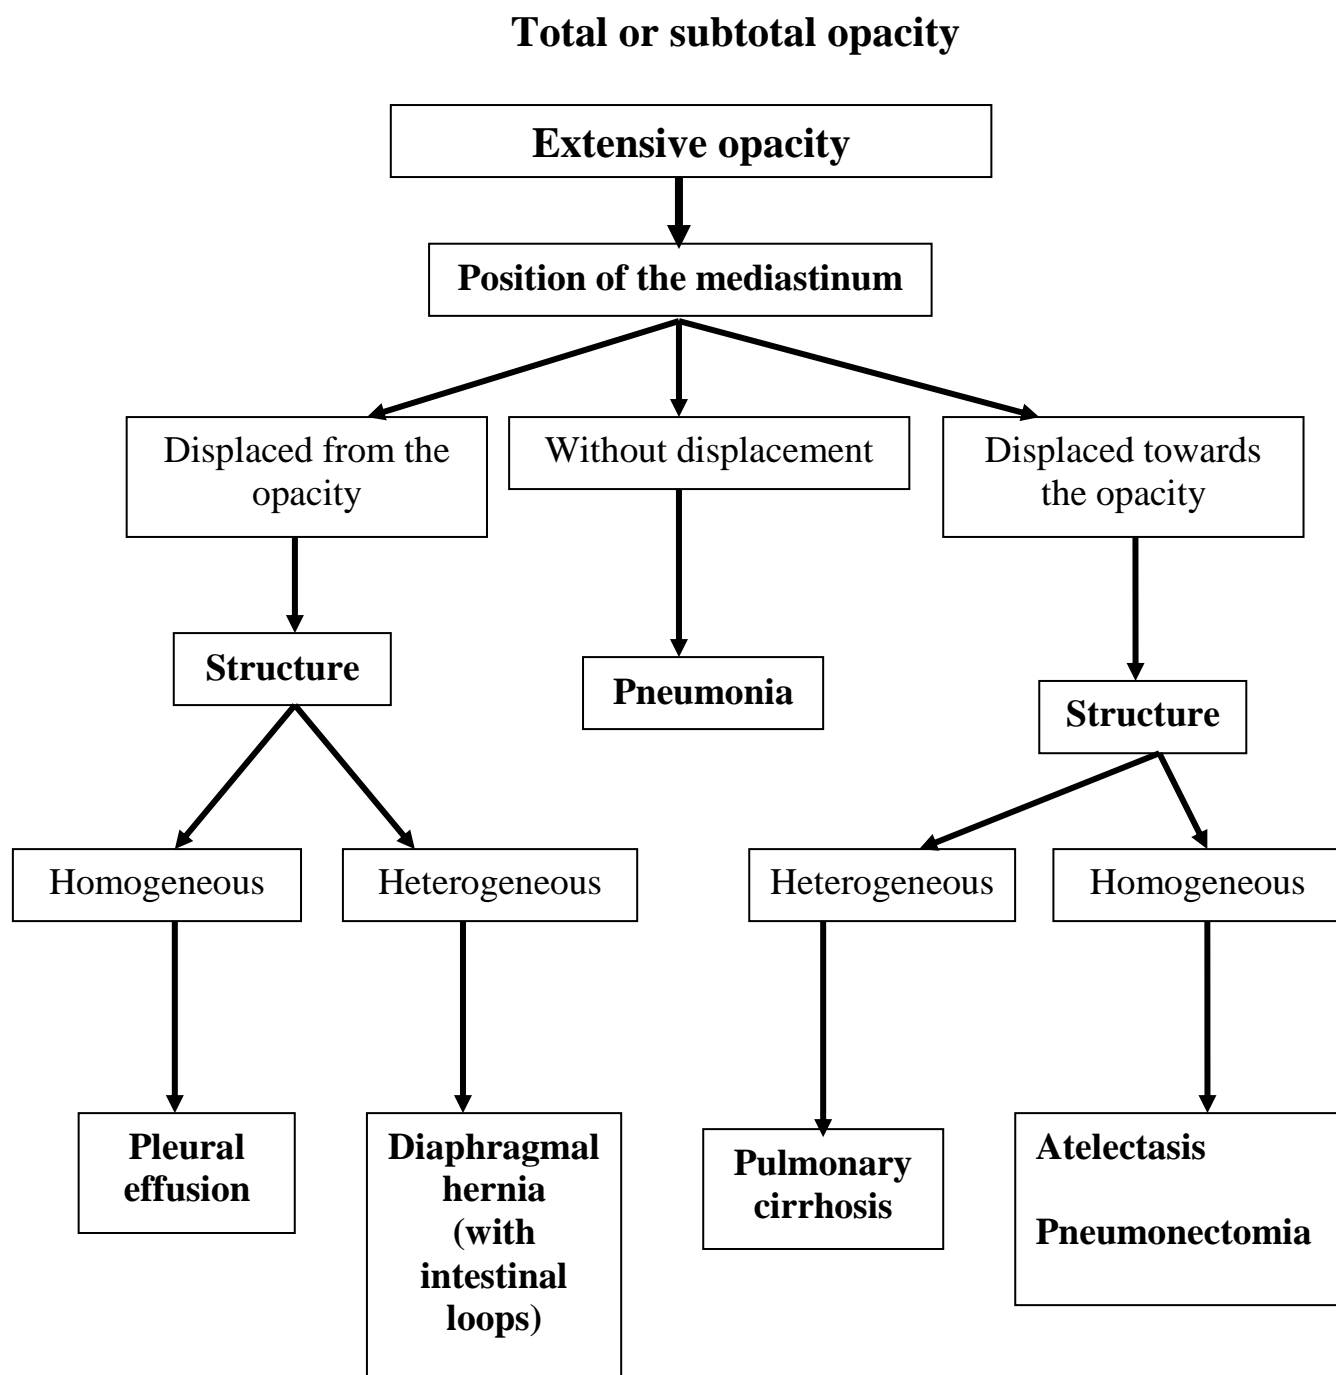 Total or subtotal opacity
Extensive opacity
Position of the mediastinum
Displaced from the
opacity
Without displacement
Displaced towards
the opacity
Structure
Pneumonia
Structure
Homogeneous
Heterogeneous
Heterogeneous
Homogeneous
Pleural
effusion
Diaphragmal
hernia
(with
intestinal
loops)
Pulmonary
cirrhosis
Atelectasis
Pneumonectomia